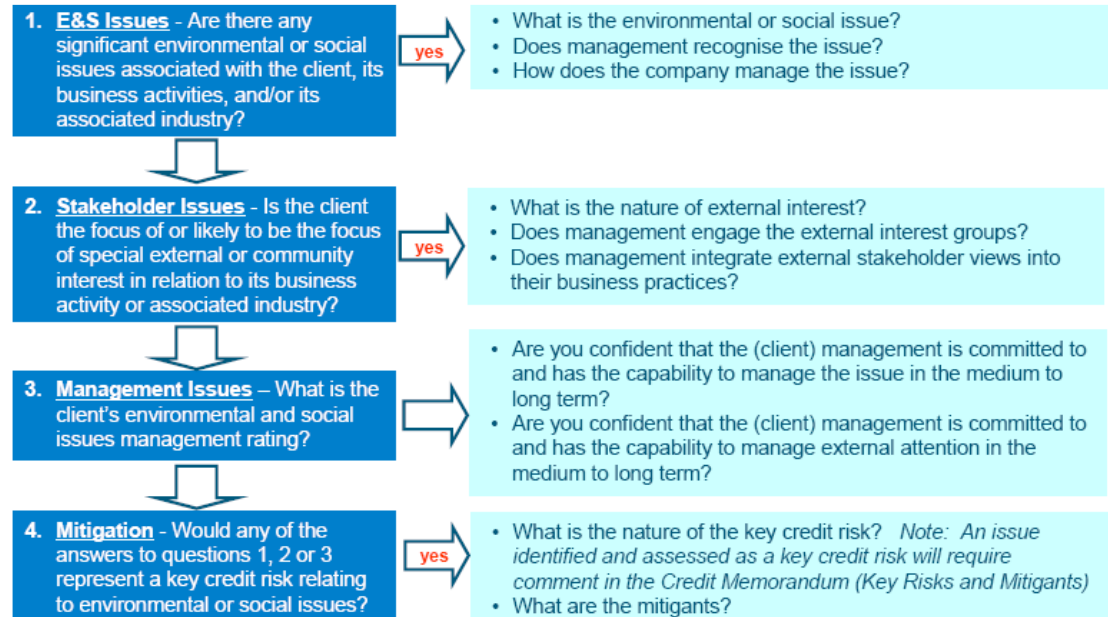 1. E&S Issues - Are there any
significant environmental or social
issues associated with the client, its
business activities, and/or its
associated industry?
yes
• What is the environmental or social issue?
• Does management recognise the issue?
• How does the company manage the issue?
2. Stakeholder Issues - Is the client
the focus of or likely to be the focus
of special external or community
interest in relation to its business
activity or associated industry?
yes
• What is the nature of external interest?
• Does management engage the external interest groups?
• Does management integrate external stakeholder views into
their business practices?
3. Management Issues – What is the
client's environmental and social
issues management rating?
• Are you confident that the (client) management is committed to
and has the capability to manage the issue in the medium to
long term?
• Are you confident that the (client) management is committed to
and has the capability to manage external attention in the
medium to long term?
4. Mitigation - Would any of the
answers to questions 1, 2 or 3
represent a key credit risk relating
to environmental or social issues?
yes
• What is the nature of the key credit risk? Note: An issue
identified and assessed as a key credit risk will require
comment in the Credit Memorandum (Key Risks and Mitigants)
• What are the mitigants?